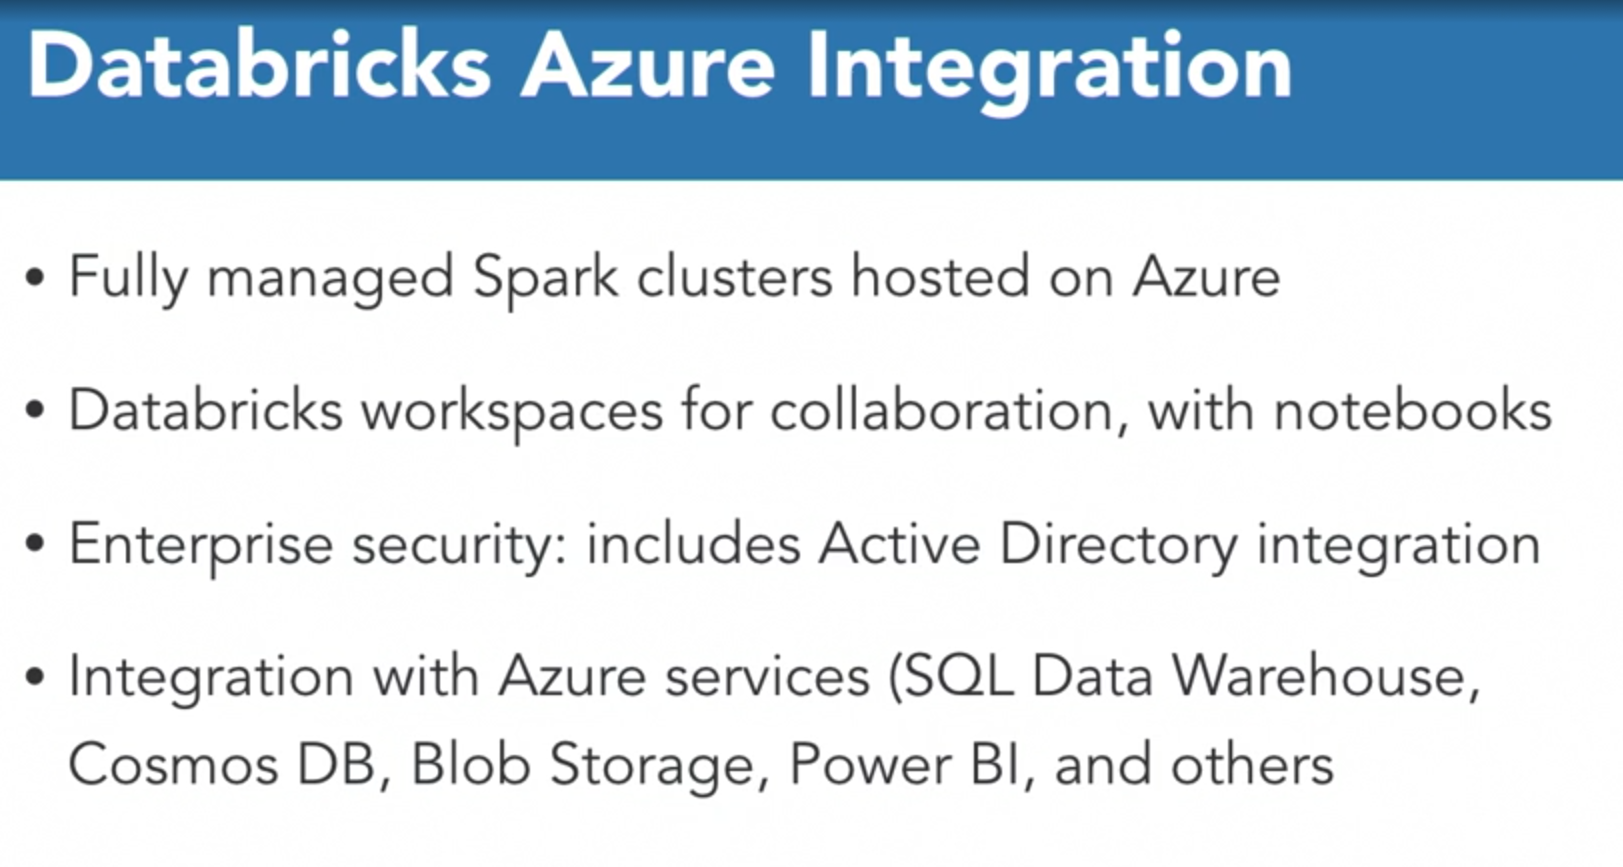 Databricks Azure Integration
• Fully managed Spark clusters hosted on Azure
• Databricks workspaces for collaboration, with notebooks
• Enterprise security: includes Active Directory integration
• Integration with Azure services (SQL Data Warehouse,
Cosmos DB, Blob Storage, Power BI, and others